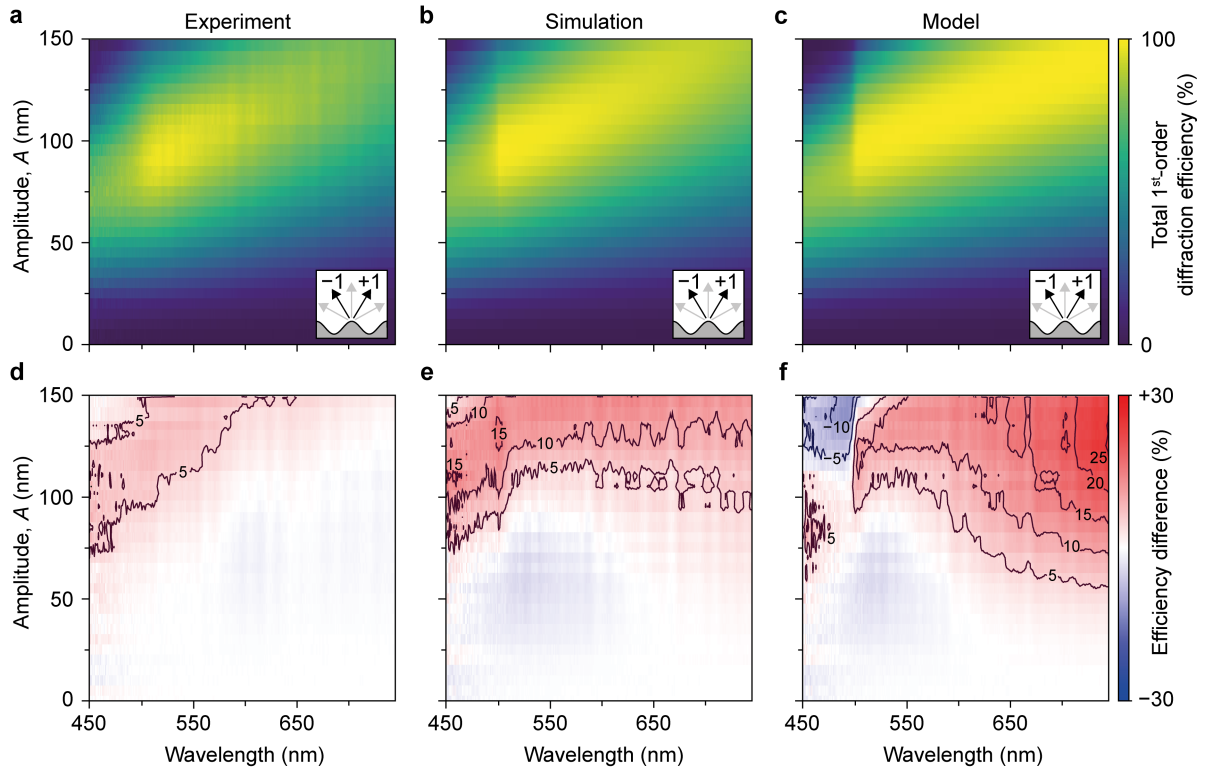 a Experiment b Simulation c Model
150
100
50
0
Amplitude, A (nm)
−1 +1
−1 +1
−1 +1
100
0
Total 1st-order
diffraction efficiency (%)
d e f
150
100
50
0
Amplitude, A (nm)
5
5
5
10
15
15
10
5
−10
−5
5
25
20
15
10
5
+30
−30
Efficiency difference (%)
450 550 650
450 550 650
450 550 650
Wavelength (nm) Wavelength (nm) Wavelength (nm)